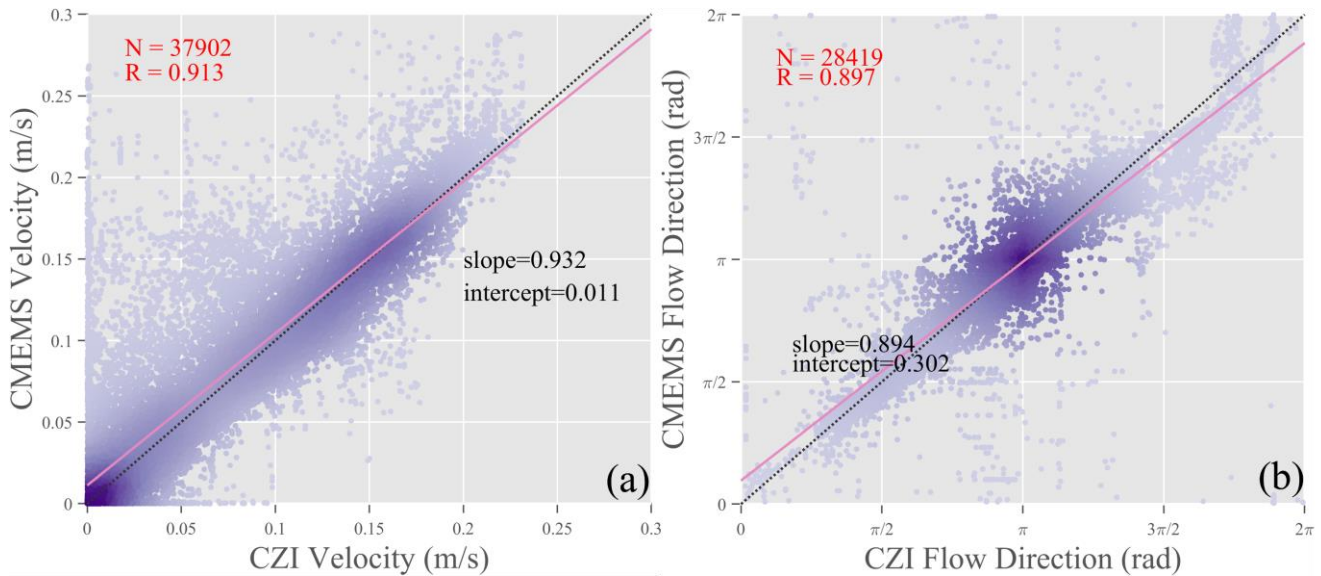 0.3
0.25
0.2
0.15
0.1
0.05
0
CMEMS Velocity (m/s)
N = 37902
R = 0.913
slope=0.932
intercept=0.011
(a)
0
0.05
0.1
0.15
0.2
0.25
0.3
CZI Velocity (m/s)
2π
3π/2
π
π/2
0
CMEMS Flow Direction (rad)
N = 28419
R = 0.897
slope=0.894
intercept=0.302
(b)
0
π/2
π
3π/2
2π
CZI Flow Direction (rad)